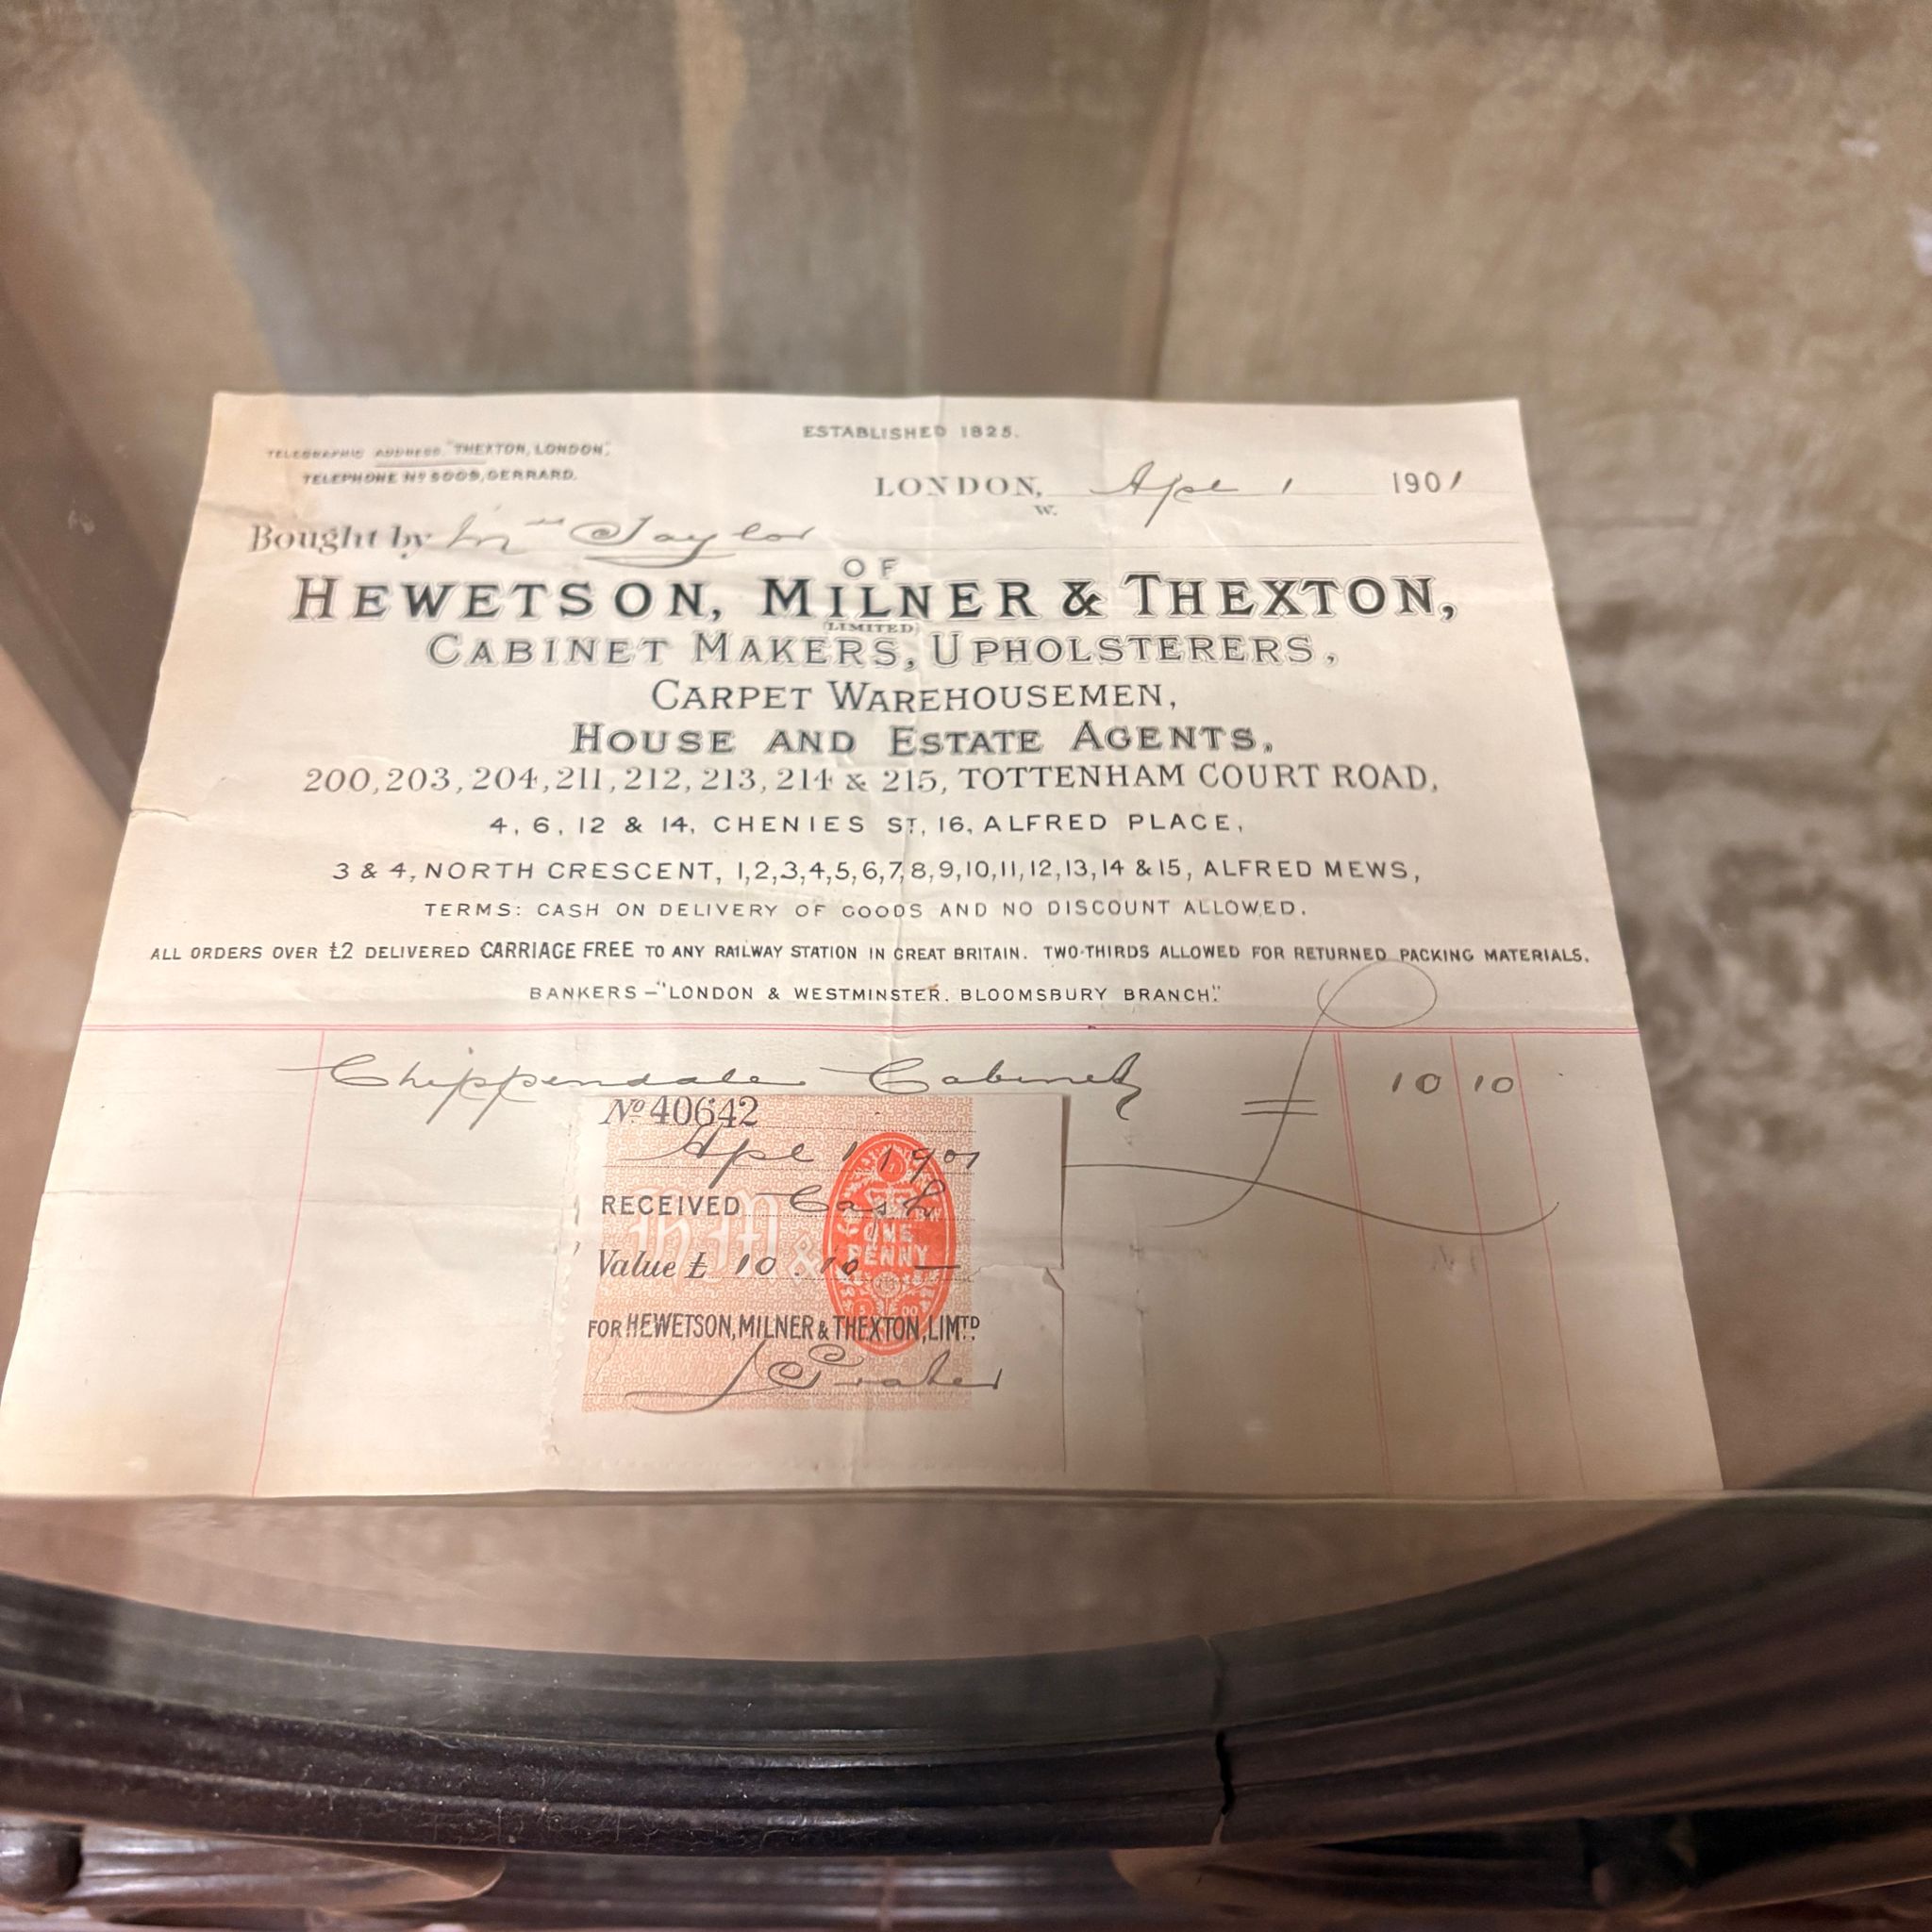 ESTABLISHED 1825.
TELEGRAPHIC ADDRESS, "THEXTON, LONDON",
TELEPHONE No 5009, GERRARD.
LONDON, Apl 1 1901
W.
Bought by Mrs Taylor
OF
HEWETSON, MILNER & THEXTON,
(LIMITED)
CABINET MAKERS, UPHOLSTERERS,
CARPET WAREHOUSEMEN,
HOUSE AND ESTATE AGENTS,
200, 203, 204, 211, 212, 213, 214 & 215, TOTTENHAM COURT ROAD,
4, 6, 12 & 14, CHENIES ST, 16, ALFRED PLACE,
3 & 4, NORTH CRESCENT, 1,2,3,4,5,6,7,8,9,10,11,12,13,14 & 15, ALFRED MEWS,
TERMS: CASH ON DELIVERY OF GOODS AND NO DISCOUNT ALLOWED.
ALL ORDERS OVER £2 DELIVERED CARRIAGE FREE TO ANY RAILWAY STATION IN GREAT BRITAIN. TWO-THIRDS ALLOWED FOR RETURNED PACKING MATERIALS.
BANKERS - "LONDON & WESTMINSTER. BLOOMSBURY BRANCH".
Chippendale Cabinet £ 10 10
No 40642
Apl 1 1901
RECEIVED Cash
ONE
PENNY
Value £ 10 . 10 —
FOR HEWETSON, MILNER & THEXTON, LIMTD